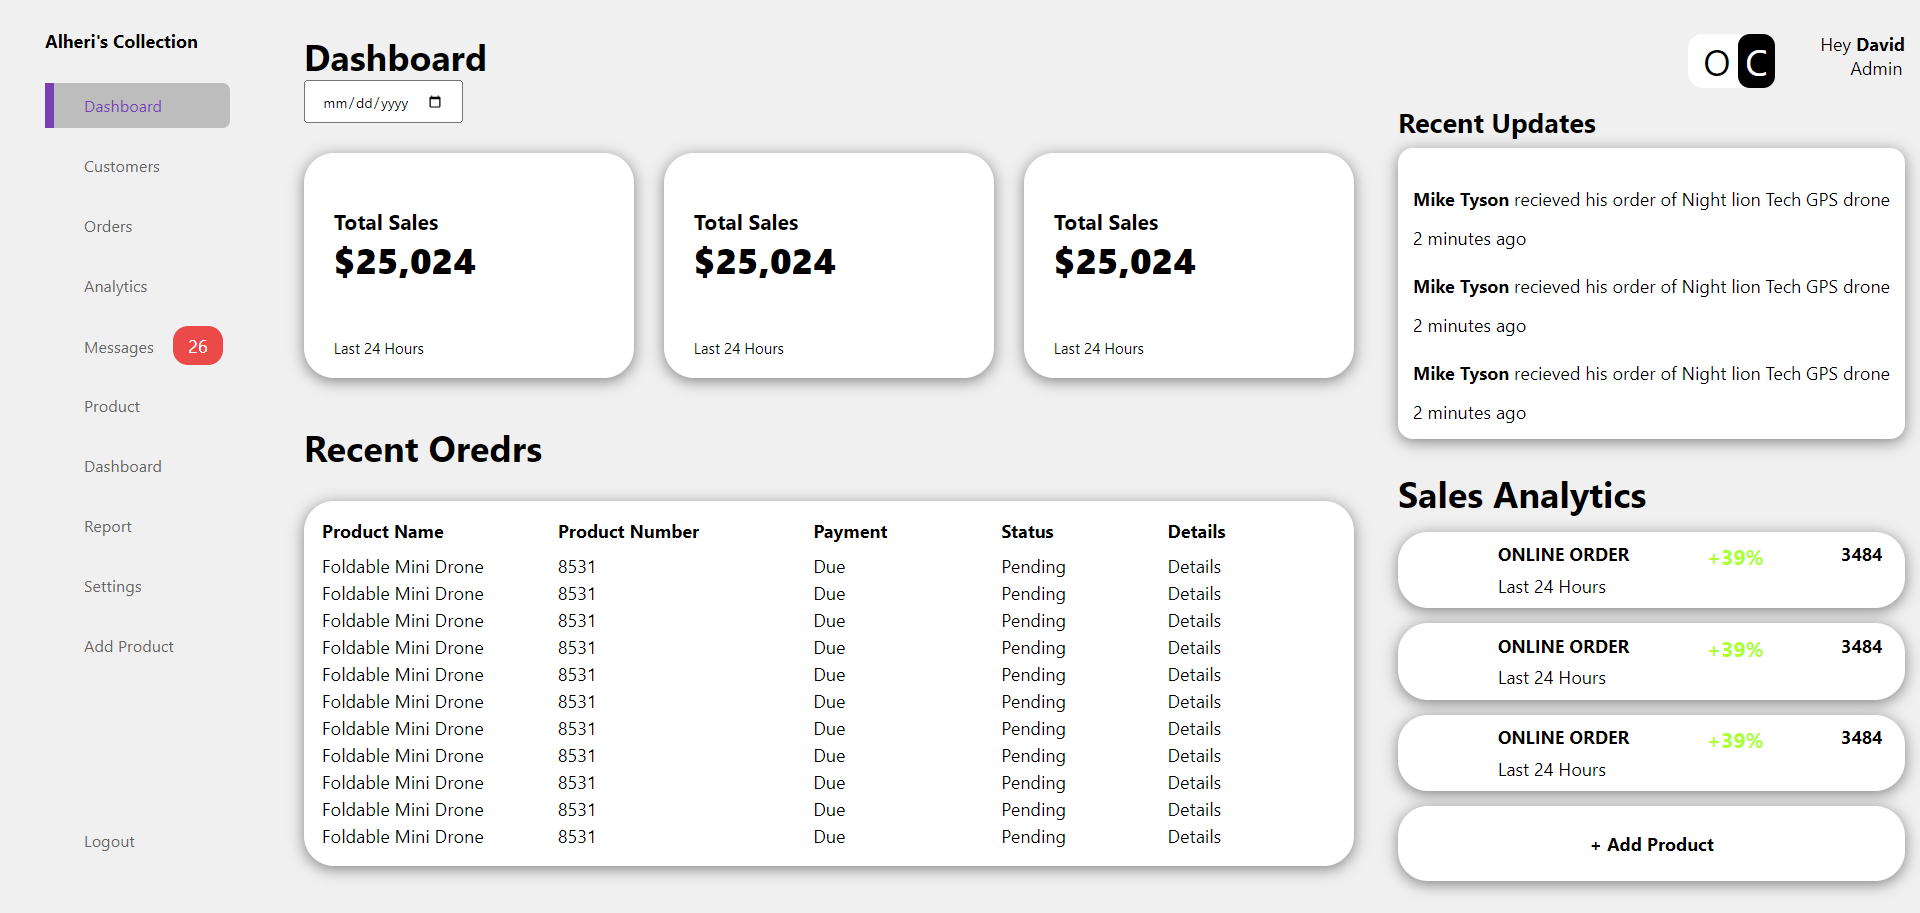 Alheri's Collection
Dashboard
Customers
Orders
Analytics
Messages 26
Product
Dashboard
Report
Settings
Add Product
Logout
Dashboard
mm/dd/yyyy
Total Sales
$25,024
Last 24 Hours
Total Sales
$25,024
Last 24 Hours
Total Sales
$25,024
Last 24 Hours
Recent Oredrs
Product Name Product Number Payment Status Details
Foldable Mini Drone 8531 Due Pending Details
Foldable Mini Drone 8531 Due Pending Details
Foldable Mini Drone 8531 Due Pending Details
Foldable Mini Drone 8531 Due Pending Details
Foldable Mini Drone 8531 Due Pending Details
Foldable Mini Drone 8531 Due Pending Details
Foldable Mini Drone 8531 Due Pending Details
Foldable Mini Drone 8531 Due Pending Details
Foldable Mini Drone 8531 Due Pending Details
Foldable Mini Drone 8531 Due Pending Details
Foldable Mini Drone 8531 Due Pending Details
O C
Hey David
Admin
Recent Updates
Mike Tyson recieved his order of Night lion Tech GPS drone
2 minutes ago
Mike Tyson recieved his order of Night lion Tech GPS drone
2 minutes ago
Mike Tyson recieved his order of Night lion Tech GPS drone
2 minutes ago
Sales Analytics
ONLINE ORDER +39% 3484
Last 24 Hours
ONLINE ORDER +39% 3484
Last 24 Hours
ONLINE ORDER +39% 3484
Last 24 Hours
+ Add Product